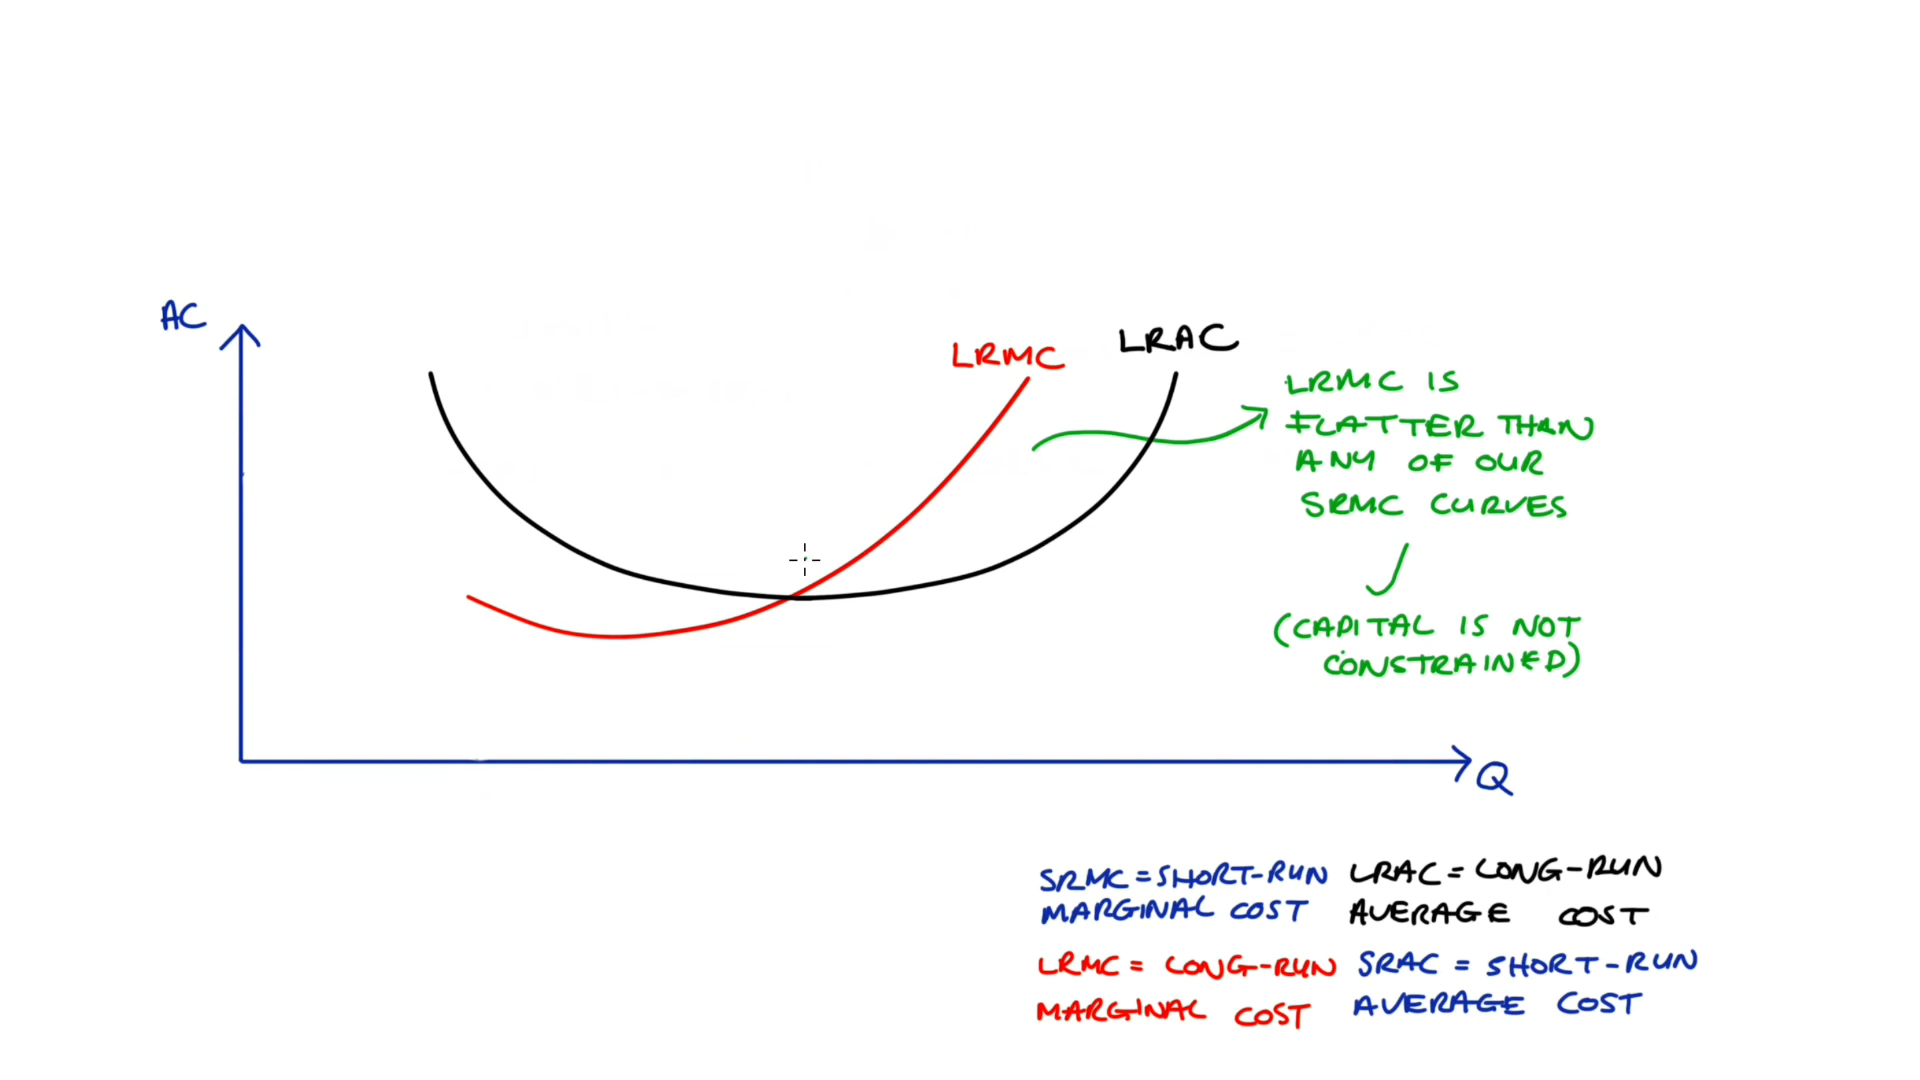 AC
LRMC
LRAC
LRMC IS
FLATTER THAN
ANY OF OUR
SRMC CURVES
(CAPITAL IS NOT
CONSTRAINED)
Q
SRMC = SHORT-RUN
MARGINAL COST
LRAC = LONG-RUN
AVERAGE COST
LRMC = LONG-RUN
MARGINAL COST
SRAC = SHORT-RUN
AVERAGE COST